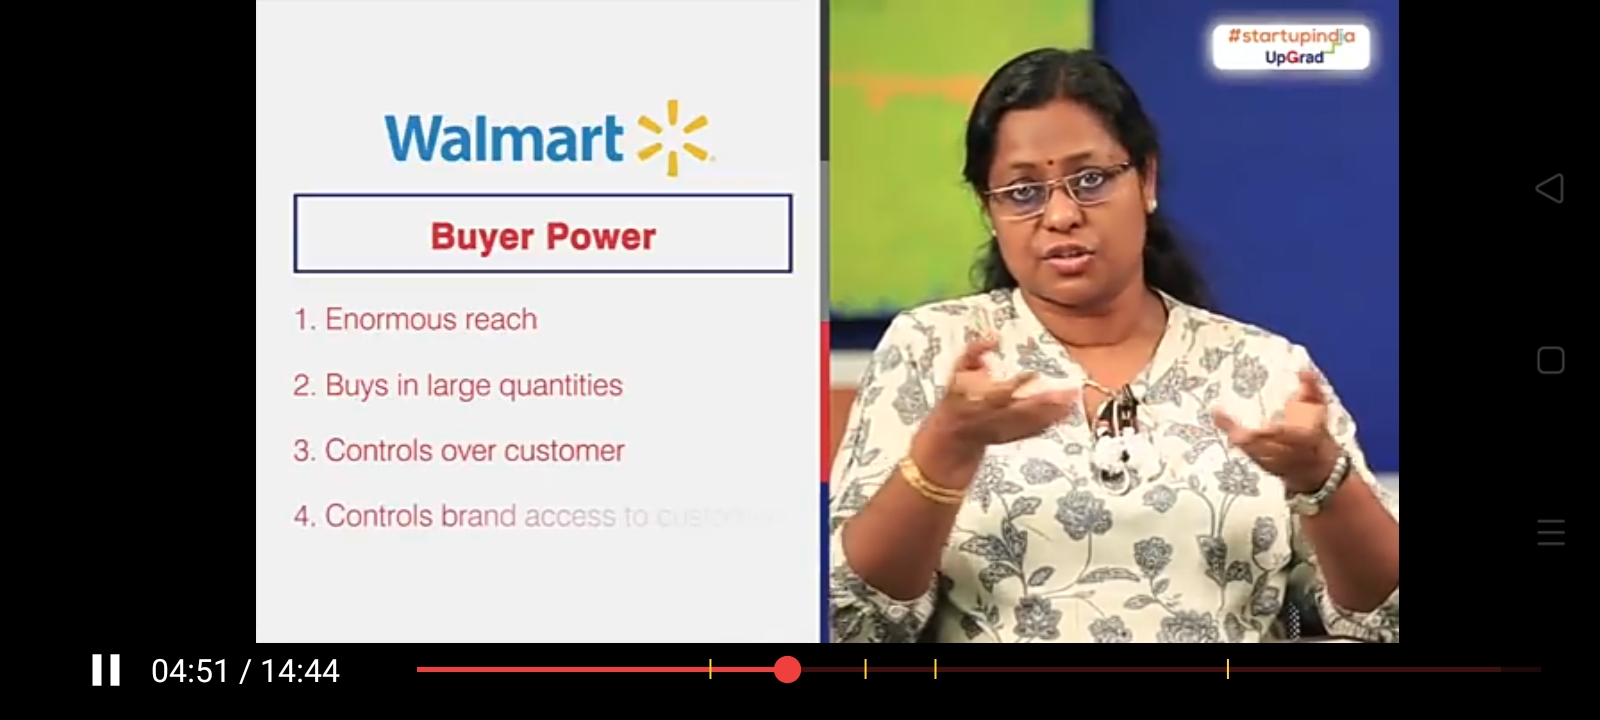 Walmart
Buyer Power
1. Enormous reach
2. Buys in large quantities
3. Controls over customer
4. Controls brand access to customer
#startupindia
UpGrad
04:51 / 14:44